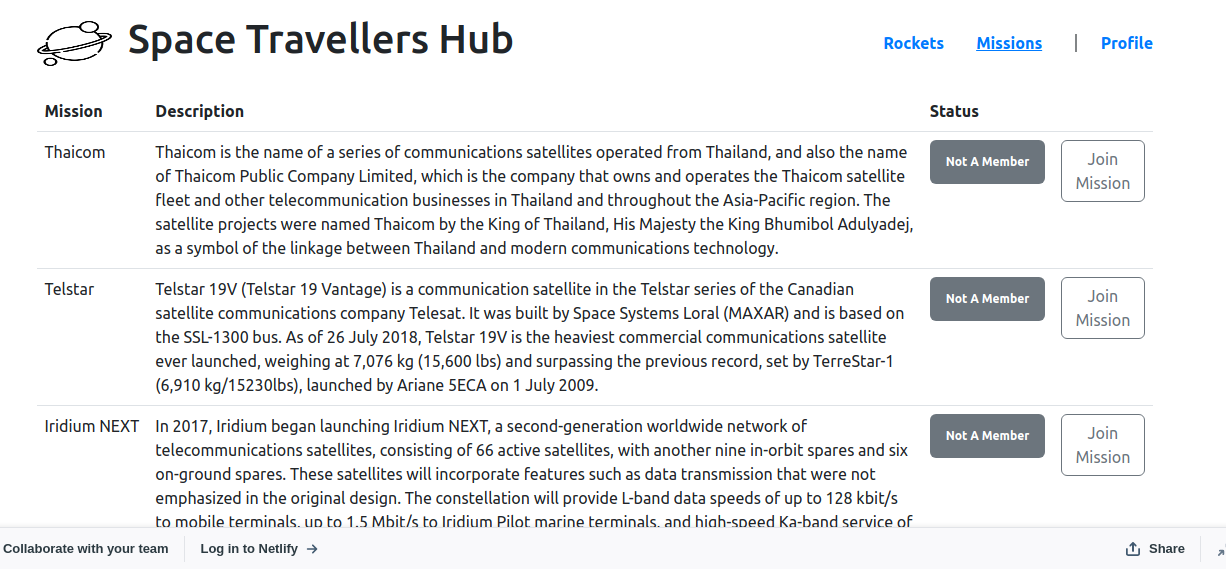 Space Travellers Hub
Rockets Missions | Profile
Mission Description Status
Thaicom
Thaicom is the name of a series of communications satellites operated from Thailand, and also the name
of Thaicom Public Company Limited, which is the company that owns and operates the Thaicom satellite
fleet and other telecommunication businesses in Thailand and throughout the Asia-Pacific region. The
satellite projects were named Thaicom by the King of Thailand, His Majesty the King Bhumibol Adulyadej,
as a symbol of the linkage between Thailand and modern communications technology.
Not A Member
Join
Mission
Telstar
Telstar 19V (Telstar 19 Vantage) is a communication satellite in the Telstar series of the Canadian
satellite communications company Telesat. It was built by Space Systems Loral (MAXAR) and is based on
the SSL-1300 bus. As of 26 July 2018, Telstar 19V is the heaviest commercial communications satellite
ever launched, weighing at 7,076 kg (15,600 lbs) and surpassing the previous record, set by TerreStar-1
(6,910 kg/15230lbs), launched by Ariane 5ECA on 1 July 2009.
Not A Member
Join
Mission
Iridium NEXT
In 2017, Iridium began launching Iridium NEXT, a second-generation worldwide network of
telecommunications satellites, consisting of 66 active satellites, with another nine in-orbit spares and six
on-ground spares. These satellites will incorporate features such as data transmission that were not
emphasized in the original design. The constellation will provide L-band data speeds of up to 128 kbit/s
to mobile terminals, up to 1.5 Mbit/s to Iridium Pilot marine terminals, and high-speed Ka-band service of
Not A Member
Join
Mission
Collaborate with your team Log in to Netlify → Share